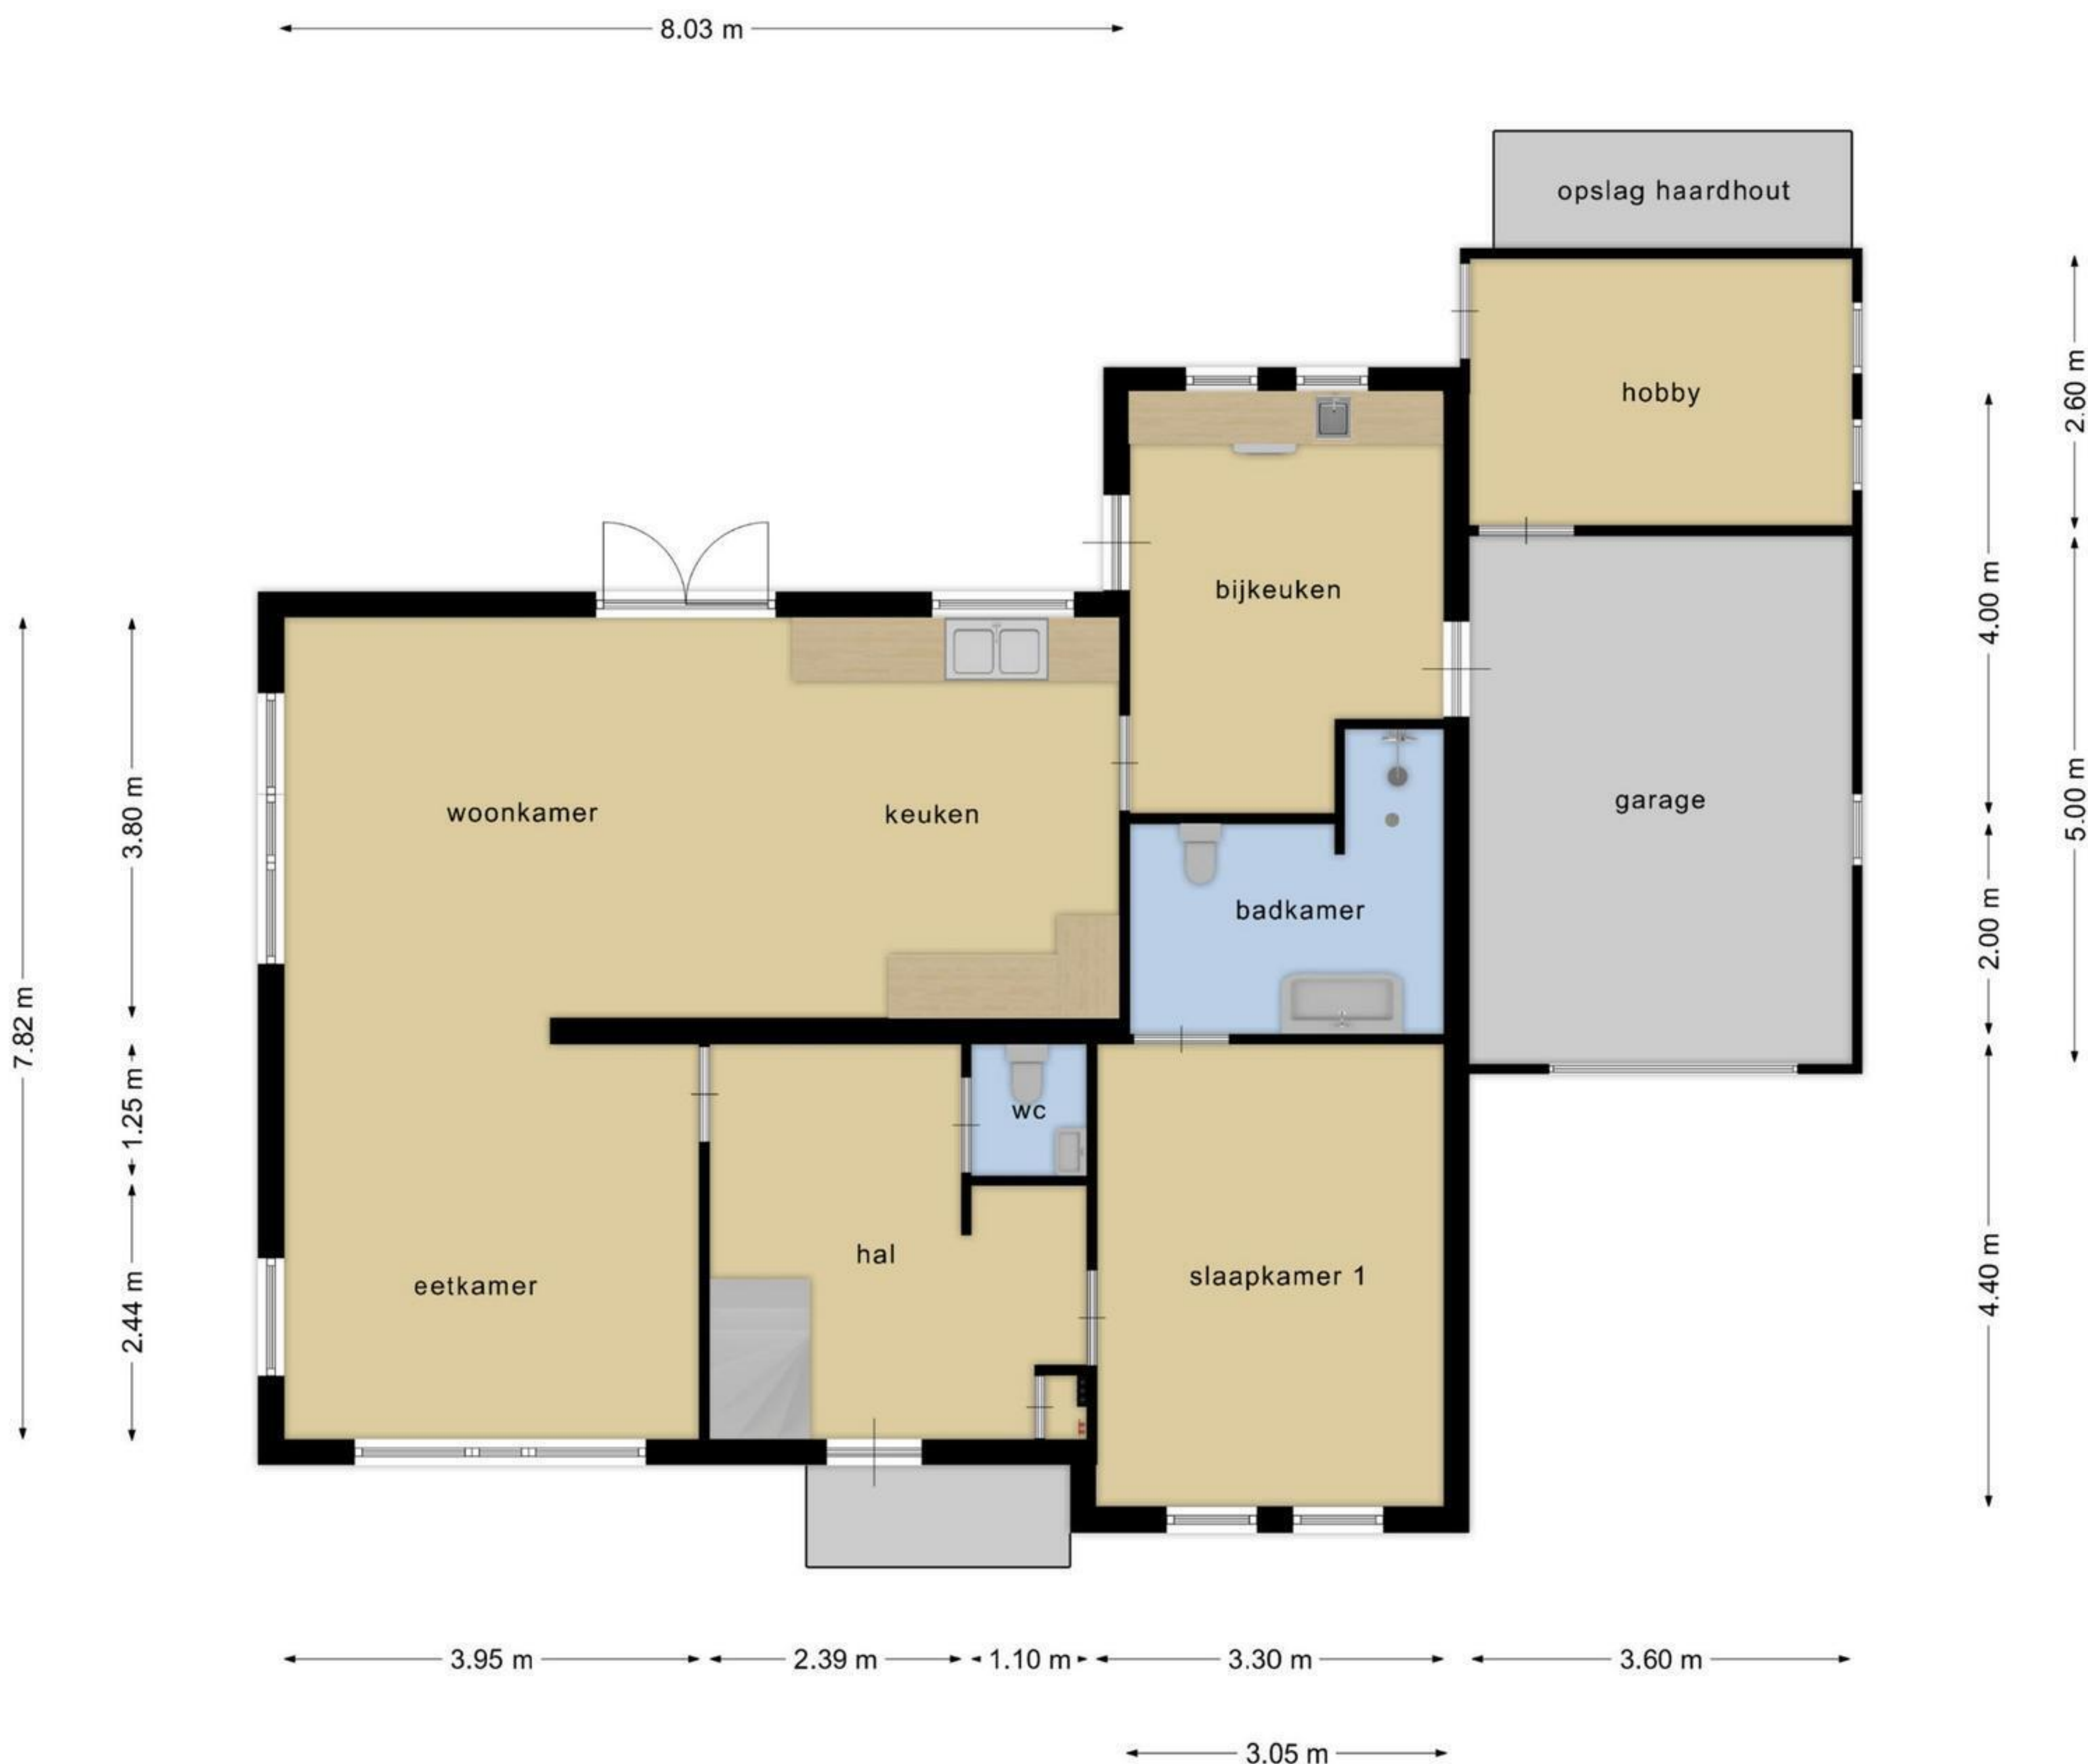 8.03 m
opslag haardhout
hobby
2.60 m
bijkeuken
4.00 m
woonkamer
keuken
garage
3.80 m
5.00 m
badkamer
2.00 m
7.82 m
1.25 m
wc
hal
eetkamer
slaapkamer 1
2.44 m
4.40 m
3.95 m
2.39 m
1.10 m
3.30 m
3.60 m
3.05 m